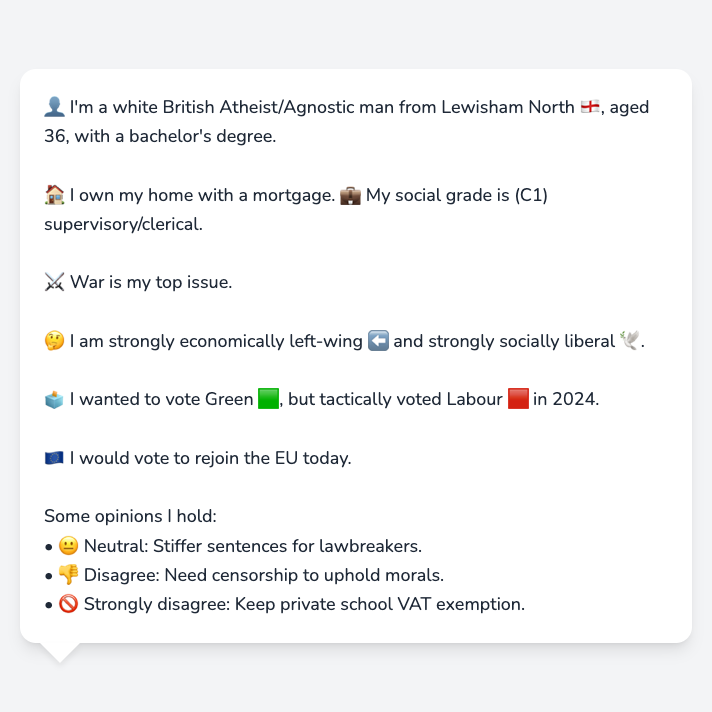 👤 I'm a white British Atheist/Agnostic man from Lewisham North 🏴󠁧󠁢󠁥󠁮󠁧󠁿, aged
36, with a bachelor's degree.
🏠 I own my home with a mortgage. 💼 My social grade is (C1)
supervisory/clerical.
⚔️ War is my top issue.
🤔 I am strongly economically left-wing ⬅️ and strongly socially liberal 🕊️.
🗳️ I wanted to vote Green 🟩, but tactically voted Labour 🟥 in 2024.
🇪🇺 I would vote to rejoin the EU today.
Some opinions I hold:
• 😐 Neutral: Stiffer sentences for lawbreakers.
• 👎 Disagree: Need censorship to uphold morals.
• 🚫 Strongly disagree: Keep private school VAT exemption.